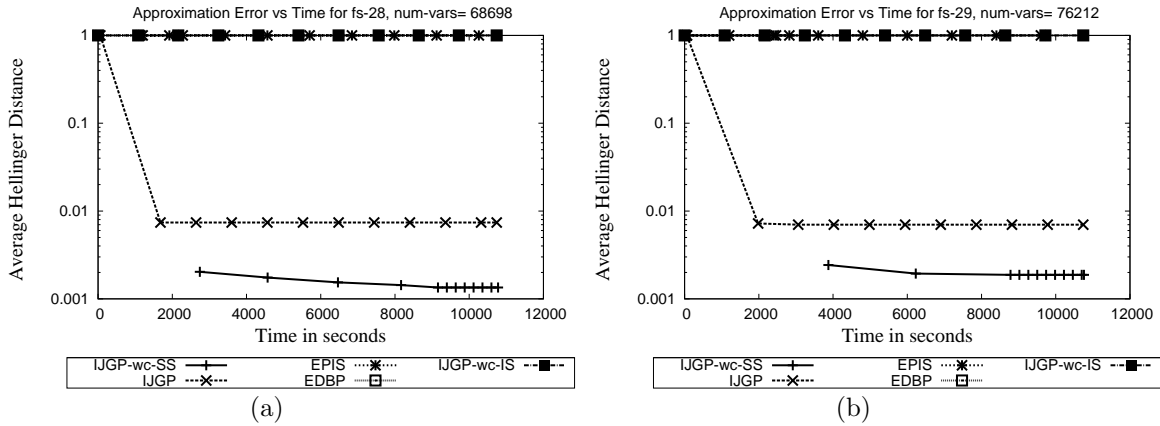 Approximation Error vs Time for fs-28, num-vars= 68698
Average Hellinger Distance
1
0.1
0.01
0.001
0 2000 4000 6000 8000 10000 12000
Time in seconds
IJGP-wc-SS EPIS IJGP-wc-IS
IJGP EDBP
(a)
Approximation Error vs Time for fs-29, num-vars= 76212
Average Hellinger Distance
1
0.1
0.01
0.001
0 2000 4000 6000 8000 10000 12000
Time in seconds
IJGP-wc-SS EPIS IJGP-wc-IS
IJGP EDBP
(b)